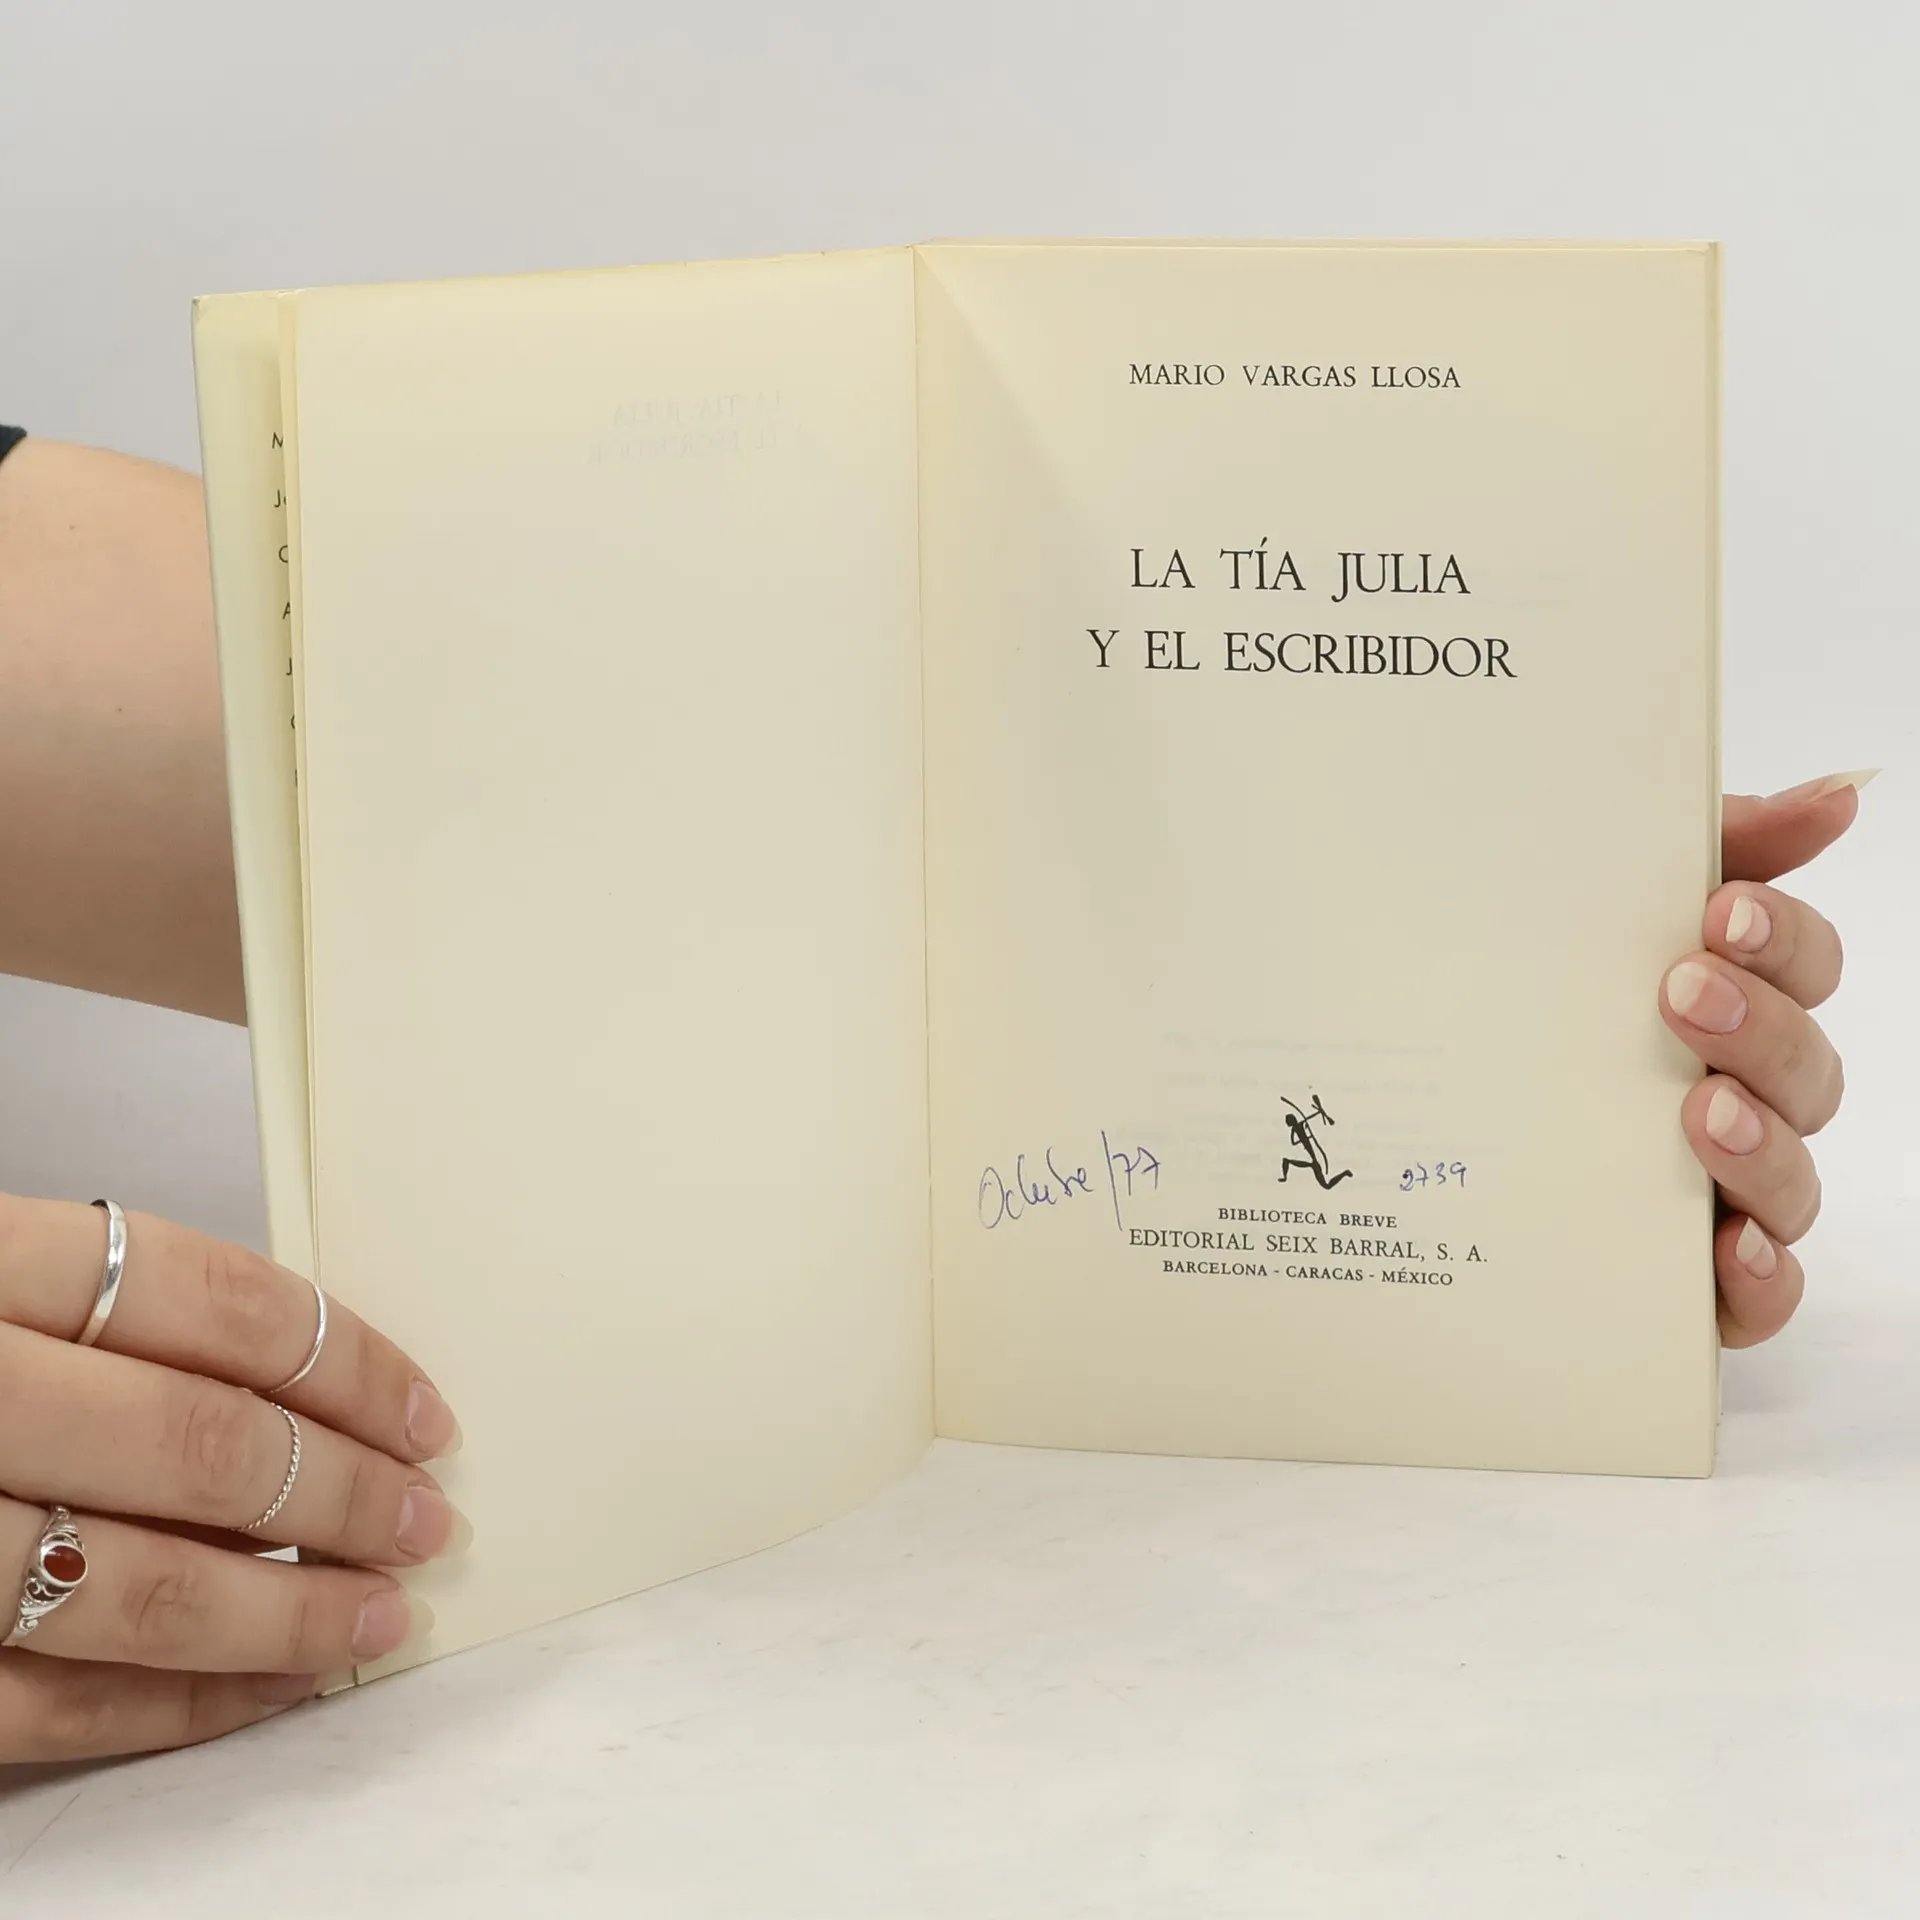 MARIO VARGAS LLOSA
LA TÍA JULIA
Y EL ESCRIBIDOR
Octubre/77
2739
BIBLIOTECA BREVE
EDITORIAL SEIX BARRAL, S. A.
BARCELONA - CARACAS - MÉXICO